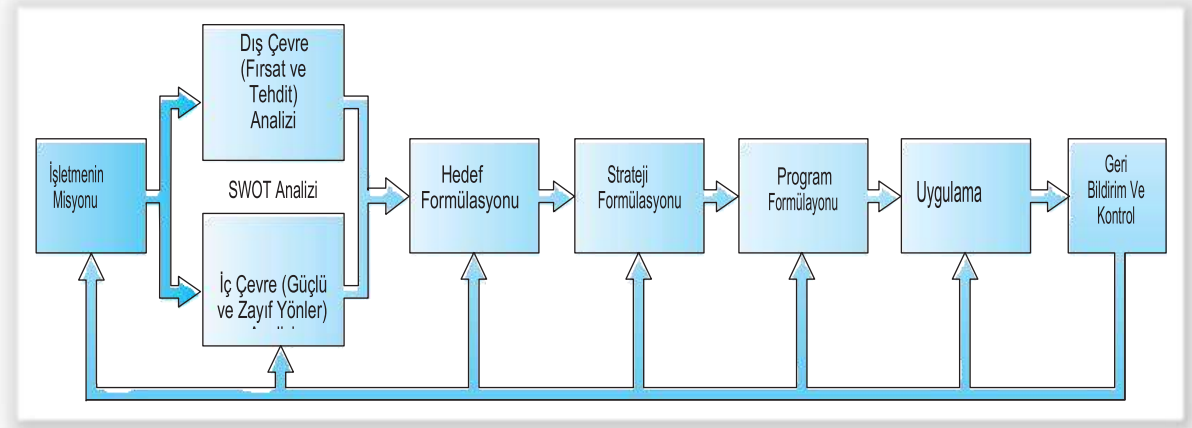 İşletmenin
Misyonu
Dış Çevre
(Fırsat ve
Tehdit)
Analizi
SWOT Analizi
İç Çevre (Güçlü
ve Zayıf Yönler)
Hedef
Formülasyonu
Strateji
Formülasyonu
Program
Formülayonu
Uygulama
Geri
Bildirim Ve
Kontrol